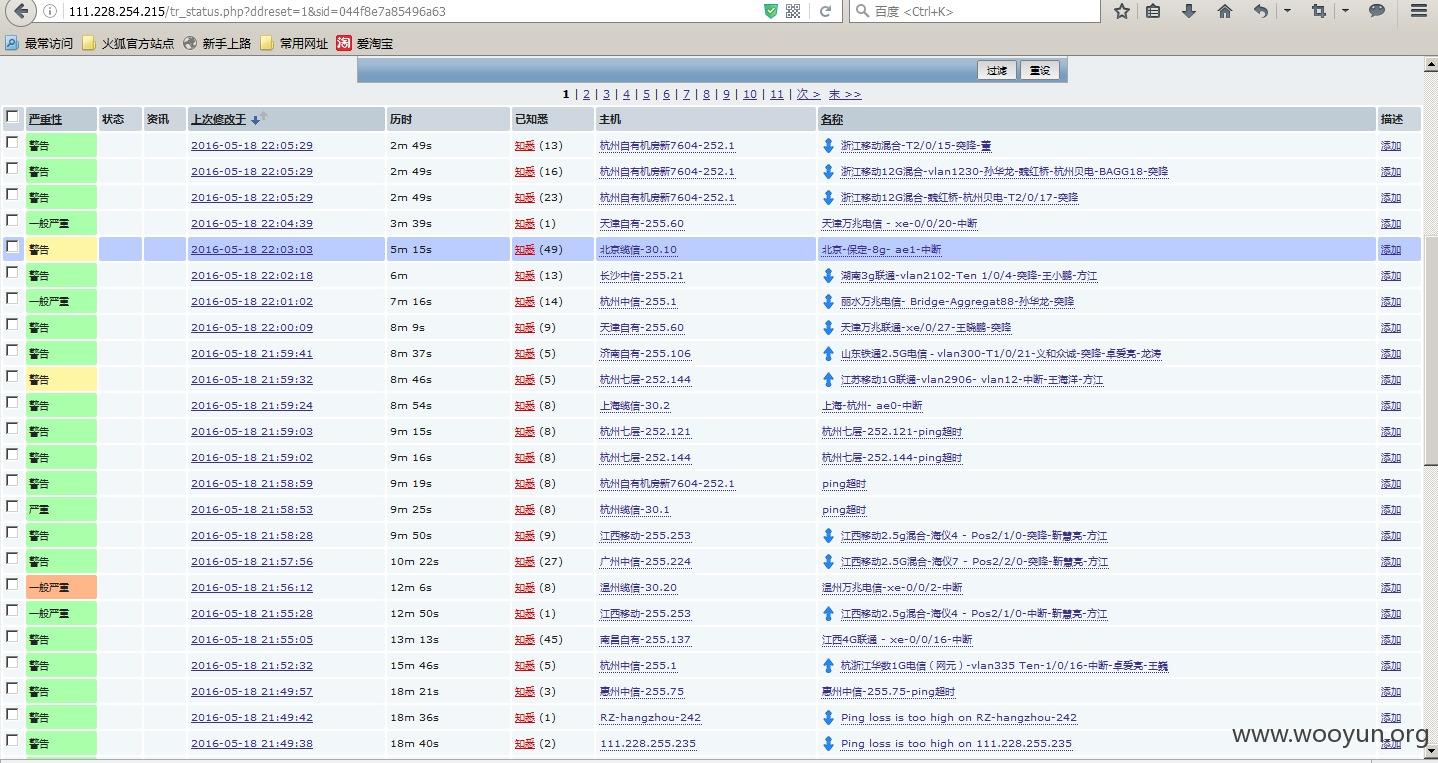 111.228.254.215/tr_status.php?ddreset=1&sid=044f8e7a85496a63
百度 <Ctrl+K>
最常访问 火狐官方站点 新手上路 常用网址 淘 爱淘宝
过滤 重设
1 | 2 | 3 | 4 | 5 | 6 | 7 | 8 | 9 | 10 | 11 | 次 > 末 >>
严重性 状态 资讯 上次修改于 历时 已知悉 主机 名称 描述
警告 2016-05-18 22:05:29 2m 49s 知悉 (13) 杭州自有机房新7604-252.1 浙江移动混合-T2/0/15-突降-董 添加
警告 2016-05-18 22:05:29 2m 49s 知悉 (16) 杭州自有机房新7604-252.1 浙江移动12G混合-vlan1230-孙华龙-魏红桥-杭州贝电-BAGG18-突降 添加
警告 2016-05-18 22:05:29 2m 49s 知悉 (23) 杭州自有机房新7604-252.1 浙江移动12G混合-魏红桥-杭州贝电-T2/0/17-突降 添加
一般严重 2016-05-18 22:04:39 3m 39s 知悉 (1) 天津自有-255.60 天津万兆电信 - xe-0/0/20-中断 添加
警告 2016-05-18 22:03:03 5m 15s 知悉 (49) 北京缆信-30.10 北京-保定-8g- ae1-中断 添加
警告 2016-05-18 22:02:18 6m 知悉 (13) 长沙中信-255.21 湖南3g联通-vlan2102-Ten 1/0/4-突降-王小鹏-方江 添加
一般严重 2016-05-18 22:01:02 7m 16s 知悉 (14) 杭州中信-255.1 丽水万兆电信- Bridge-Aggregat88-孙华龙-突降 添加
警告 2016-05-18 22:00:09 8m 9s 知悉 (9) 天津自有-255.60 天津万兆联通-xe/0/27-王晓鹏-突降 添加
警告 2016-05-18 21:59:41 8m 37s 知悉 (5) 济南自有-255.106 山东铁通2.5G电信 - vlan300-T1/0/21-义和众诚-突降-卓爱亮-龙涛 添加
警告 2016-05-18 21:59:32 8m 46s 知悉 (5) 杭州七层-252.144 江苏移动1G联通-vlan2906- vlan12-中断-王海洋-方江 添加
警告 2016-05-18 21:59:24 8m 54s 知悉 (8) 上海缆信-30.2 上海-杭州- ae0-中断 添加
警告 2016-05-18 21:59:03 9m 15s 知悉 (8) 杭州七层-252.121 杭州七层-252.121-ping超时 添加
警告 2016-05-18 21:59:02 9m 16s 知悉 (8) 杭州七层-252.144 杭州七层-252.144-ping超时 添加
警告 2016-05-18 21:58:59 9m 19s 知悉 (8) 杭州自有机房新7604-252.1 ping超时 添加
严重 2016-05-18 21:58:53 9m 25s 知悉 (8) 杭州缆信-30.1 ping超时 添加
警告 2016-05-18 21:58:28 9m 50s 知悉 (9) 江西移动-255.253 江西移动2.5g混合-海仪4 - Pos2/1/0-突降-靳慧亮-方江 添加
警告 2016-05-18 21:57:56 10m 22s 知悉 (27) 广州中信-255.224 江西移动2.5G混合-海仪7 - Pos2/2/0-突降-靳慧亮-方江 添加
一般严重 2016-05-18 21:56:12 12m 6s 知悉 (8) 温州缆信-30.20 温州万兆电信-xe-0/0/2-中断 添加
一般严重 2016-05-18 21:55:28 12m 50s 知悉 (1) 江西移动-255.253 江西移动2.5g混合-海仪4 - Pos2/1/0-中断-靳慧亮-方江 添加
警告 2016-05-18 21:55:05 13m 13s 知悉 (45) 南昌自有-255.137 江西4G联通 - xe-0/0/16-中断 添加
警告 2016-05-18 21:52:32 15m 46s 知悉 (5) 杭州中信-255.1 杭浙江华数1G电信（网元）-vlan335 Ten-1/0/16-中断-卓爱亮-王巍 添加
警告 2016-05-18 21:49:57 18m 21s 知悉 (3) 惠州中信-255.75 惠州中信-255.75-ping超时 添加
警告 2016-05-18 21:49:42 18m 36s 知悉 (1) RZ-hangzhou-242 Ping loss is too high on RZ-hangzhou-242 添加
警告 2016-05-18 21:49:38 18m 40s 知悉 (2) 111.228.255.235 Ping loss is too high on 111.228.255.235 添加
www.wooyun.org